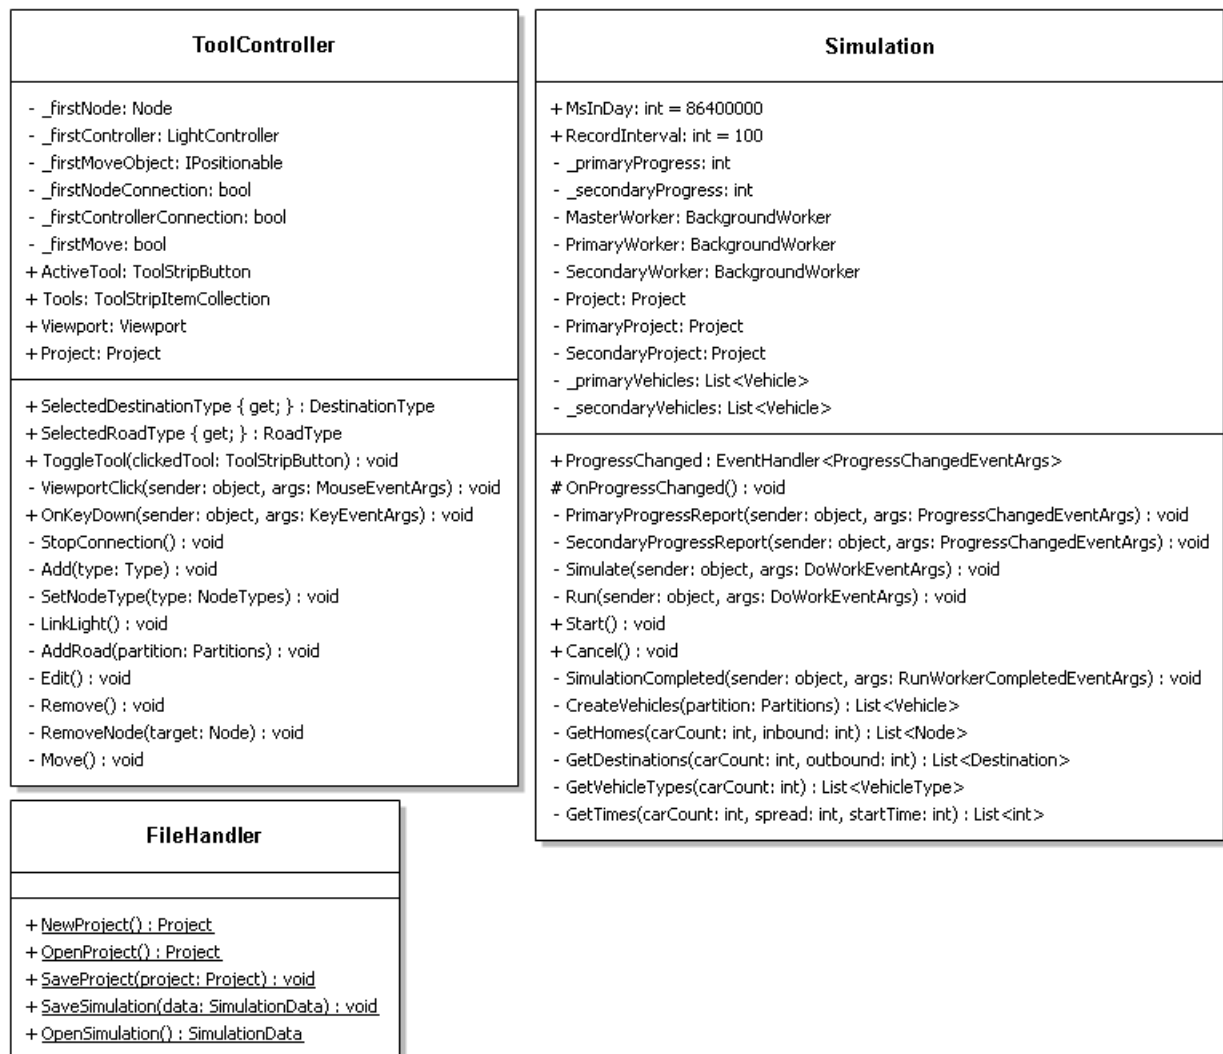 ToolController
- _firstNode: Node
- _firstController: LightController
- _firstMoveObject: IPositionable
- _firstNodeConnection: bool
- _firstControllerConnection: bool
- _firstMove: bool
+ ActiveTool: ToolStripButton
+ Tools: ToolStripItemCollection
+ Viewport: Viewport
+ Project: Project
+ SelectedDestinationType { get; } : DestinationType
+ SelectedRoadType { get; } : RoadType
+ ToggleTool(clickedTool: ToolStripButton) : void
- ViewportClick(sender: object, args: MouseEventArgs) : void
+ OnKeyDown(sender: object, args: KeyEventArgs) : void
- StopConnection() : void
- Add(type: Type) : void
- SetNodeType(type: NodeTypes) : void
- LinkLight() : void
- AddRoad(partition: Partitions) : void
- Edit() : void
- Remove() : void
- RemoveNode(target: Node) : void
- Move() : void
Simulation
+ MsInDay: int = 86400000
+ RecordInterval: int = 100
- _primaryProgress: int
- _secondaryProgress: int
- MasterWorker: BackgroundWorker
- PrimaryWorker: BackgroundWorker
- SecondaryWorker: BackgroundWorker
- Project: Project
- PrimaryProject: Project
- SecondaryProject: Project
- _primaryVehicles: List<Vehicle>
- _secondaryVehicles: List<Vehicle>
+ ProgressChanged : EventHandler<ProgressChangedEventArgs>
# OnProgressChanged() : void
- PrimaryProgressReport(sender: object, args: ProgressChangedEventArgs) : void
- SecondaryProgressReport(sender: object, args: ProgressChangedEventArgs) : void
- Simulate(sender: object, args: DoWorkEventArgs) : void
- Run(sender: object, args: DoWorkEventArgs) : void
+ Start() : void
+ Cancel() : void
- SimulationCompleted(sender: object, args: RunWorkerCompletedEventArgs) : void
- CreateVehicles(partition: Partitions) : List<Vehicle>
- GetHomes(carCount: int, inbound: int) : List<Node>
- GetDestinations(carCount: int, outbound: int) : List<Destination>
- GetVehicleTypes(carCount: int) : List<VehicleType>
- GetTimes(carCount: int, spread: int, startTime: int) : List<int>
FileHandler
+ NewProject() : Project
+ OpenProject() : Project
+ SaveProject(project: Project) : void
+ SaveSimulation(data: SimulationData) : void
+ OpenSimulation() : SimulationData